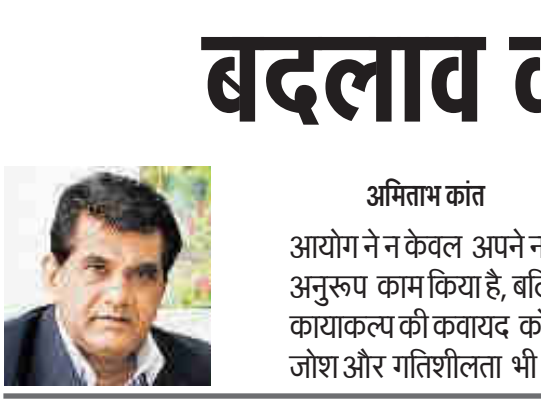 बदलाव
अमिताभ कांत
आयोग ने न केवल अपने
अनुरूप काम किया है,
कायाकल्प की कवायद
जोश और गतिशीलता भी